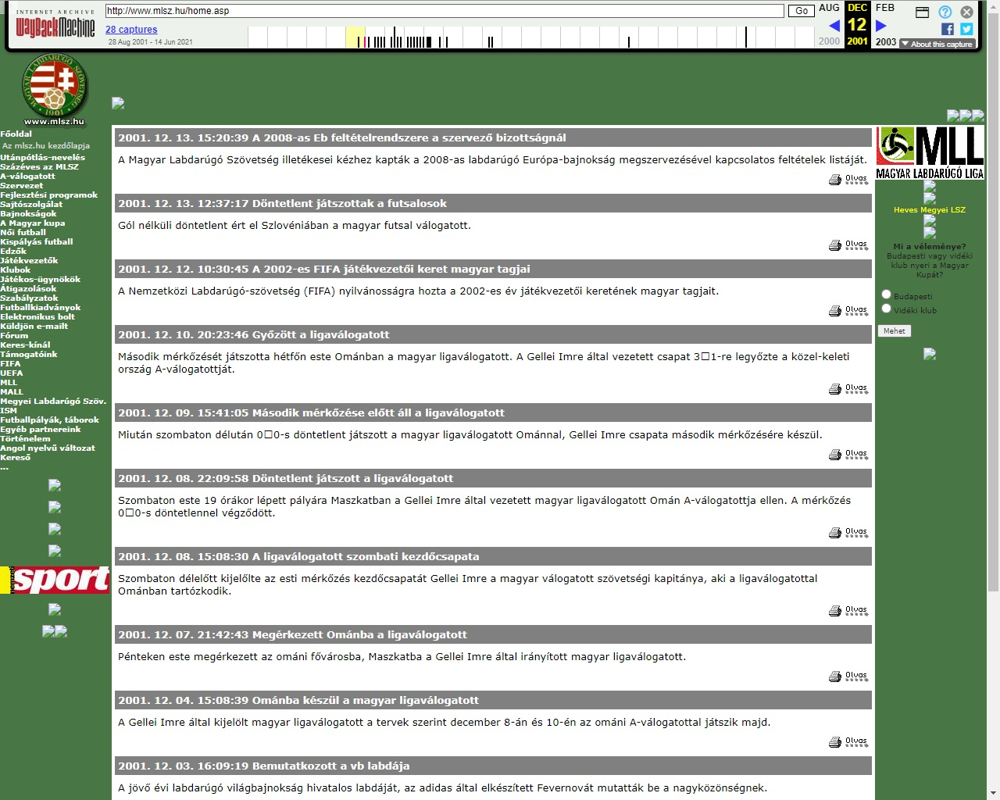 INTERNET ARCHIVE
WayBackMachine
http://www.mlsz.hu/home.asp
Go
28 captures
28 Aug 2001 - 14 Jun 2021
AUG DEC FEB
12
2000 2001 2003
About this capture
MAGYAR LABDARÚGÓ SZÖVETSÉG
1901
www.mlsz.hu
Főoldal
Az mlsz.hu kezdőlapja
Utánpótlás-nevelés
Százéves az MLSZ
A-válogatott
Szervezet
Fejlesztési programok
Sajtószolgálat
Bajnokságok
A Magyar kupa
Női futball
Kispályás futball
Edzők
Játékvezetők
Klubok
Játékos-ügynökök
Átigazolások
Szabályzatok
Futballkiadványok
Elektronikus bolt
Küldjön e-mailt
Fórum
Keres-kínál
Támogatóink
FIFA
UEFA
MLL
MALL
Megyei Labdarúgó Szöv.
ISM
Futballpályák, táborok
Egyéb partnereink
Történelem
Angol nyelvű változat
Kereső
...
nemzeti
sport
2001. 12. 13. 15:20:39 A 2008-as Eb feltételrendszere a szervező bizottságnál
A Magyar Labdarúgó Szövetség illetékesei kézhez kapták a 2008-as labdarúgó Európa-bajnokság megszervezésével kapcsolatos feltételek listáját.
Olvas
2001. 12. 13. 12:37:17 Döntetlent játszottak a futsalosok
Gól nélküli döntetlent ért el Szlovéniában a magyar futsal válogatott.
Olvas
2001. 12. 12. 10:30:45 A 2002-es FIFA játékvezetői keret magyar tagjai
A Nemzetközi Labdarúgó-szövetség (FIFA) nyilvánosságra hozta a 2002-es év játékvezetői keretének magyar tagjait.
Olvas
2001. 12. 10. 20:23:46 Győzött a ligaválogatott
Második mérkőzését játszotta hétfőn este Ománban a magyar ligaválogatott. A Gellei Imre által vezetett csapat 3□1-re legyőzte a közel-keleti
ország A-válogatottját.
Olvas
2001. 12. 09. 15:41:05 Második mérkőzése előtt áll a ligaválogatott
Miután szombaton délután 0□0-s döntetlent játszott a magyar ligaválogatott Ománnal, Gellei Imre csapata második mérkőzésére készül.
Olvas
2001. 12. 08. 22:09:58 Döntetlent játszott a ligaválogatott
Szombaton este 19 órákor lépett pályára Maszkatban a Gellei Imre által vezetett magyar ligaválogatott Omán A-válogatottja ellen. A mérkőzés
0□0-s döntetlennel végződött.
Olvas
2001. 12. 08. 15:08:30 A ligaválogatott szombati kezdőcsapata
Szombaton délelőtt kijelölte az esti mérkőzés kezdőcsapatát Gellei Imre a magyar válogatott szövetségi kapitánya, aki a ligaválogatottal
Ománban tartózkodik.
Olvas
2001. 12. 07. 21:42:43 Megérkezett Ománba a ligaválogatott
Pénteken este megérkezett az ománi fővárosba, Maszkatba a Gellei Imre által irányított magyar ligaválogatott.
Olvas
2001. 12. 04. 15:08:39 Ománba készül a magyar ligaválogatott
A Gellei Imre által kijelölt magyar ligaválogatott a tervek szerint december 8-án és 10-én az ománi A-válogatottal játszik majd.
Olvas
2001. 12. 03. 16:09:19 Bemutatkozott a vb labdája
A jövő évi labdarúgó világbajnokság hivatalos labdáját, az adidas által elkészített Fevernovát mutatták be a nagyközönségnek.
MLL
MAGYAR LABDARÚGÓ LIGA
Heves Megyei LSZ
Mi a véleménye?
Budapesti vagy vidéki
klub nyeri a Magyar
Kupát?
Budapesti
Vidéki klub
Mehet